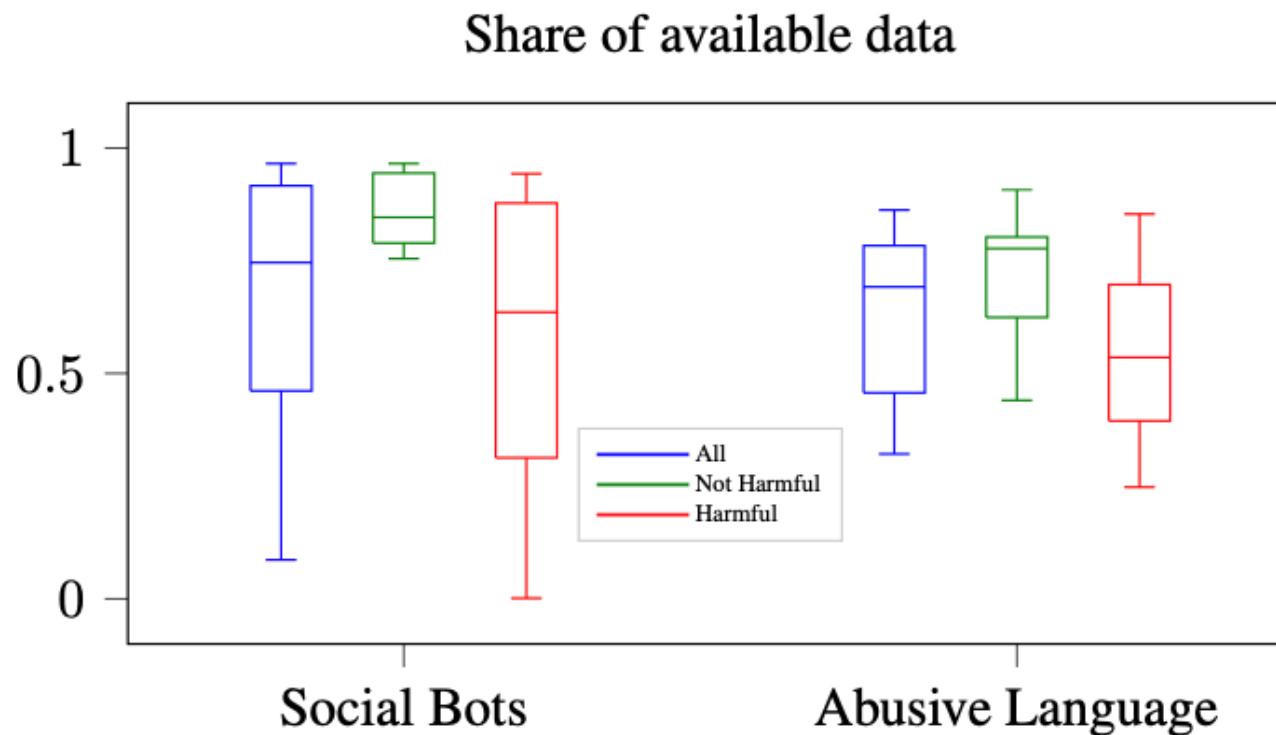 Share of available data
1
0.5
0
All
Not Harmful
Harmful
Social Bots
Abusive Language